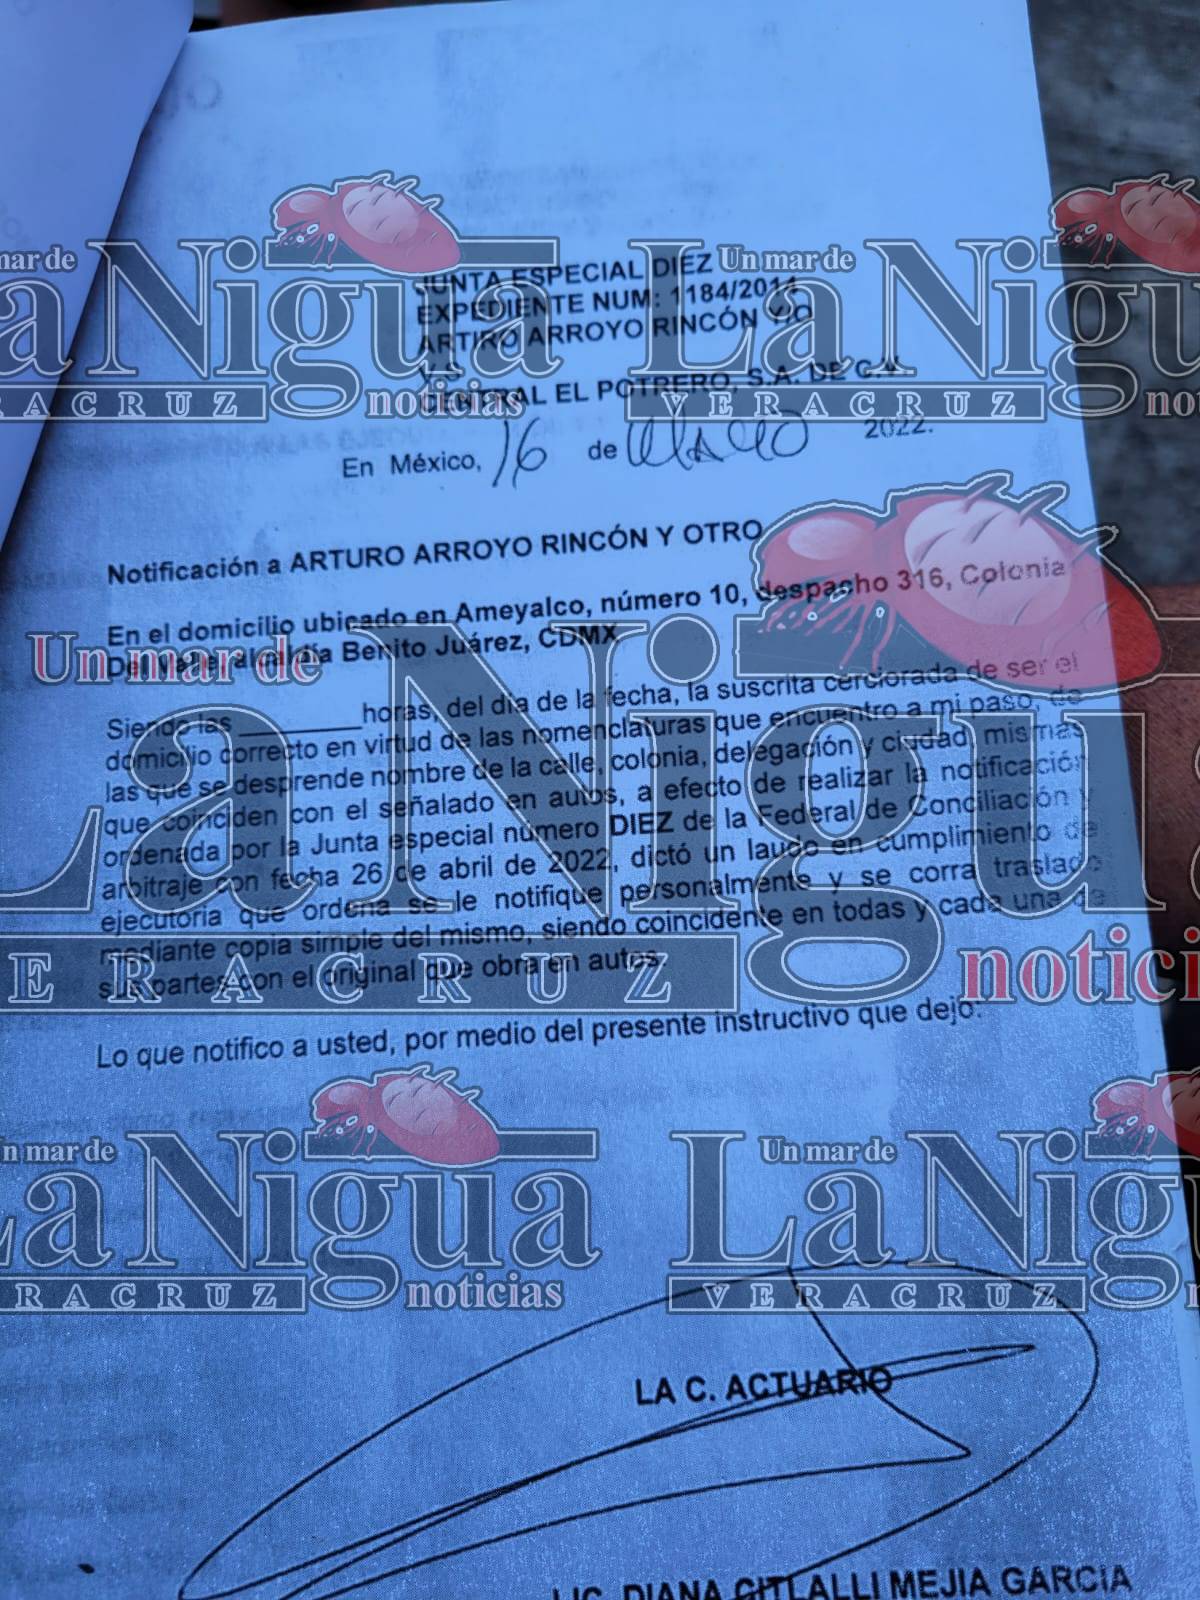 JUNTA ESPECIAL DIEZ
EXPEDIENTE NUM: 1184/2014
ARTURO ARROYO RINCÓN Y/O
V.S
CENTRAL EL POTRERO, S.A. DE C.V.
En México, 16 de Mayo 2022.
Notificación a ARTURO ARROYO RINCÓN Y OTRO
En el domicilio ubicado en Ameyalco, número 10, despacho 316, Colonia
Del Valle, alcaldía Benito Juárez, CDMX
Siendo las ________ horas, del día de la fecha, la suscrita cerciorada de ser el
domicilio correcto en virtud de las nomenclaturas que encuentro a mi paso, de
las que se desprende nombre de la calle, colonia, delegación y ciudad, mismas
que coinciden con el señalado en autos, a efecto de realizar la notificación
ordenada por la Junta especial número DIEZ de la Federal de Conciliación y
arbitraje con fecha 26 de abril de 2022, dictó un laudo en cumplimiento de
ejecutoria que ordena se le notifique personalmente y se corra traslado
mediante copia simple del mismo, siendo coincidente en todas y cada una de
sus partes con el original que obra en autos.
Lo que notifico a usted, por medio del presente instructivo que dejo:
LA C. ACTUARIO
LIC. DIANA CITLALLI MEJIA GARCIA
Un mar de
La Nigua
VERACRUZ
noticias